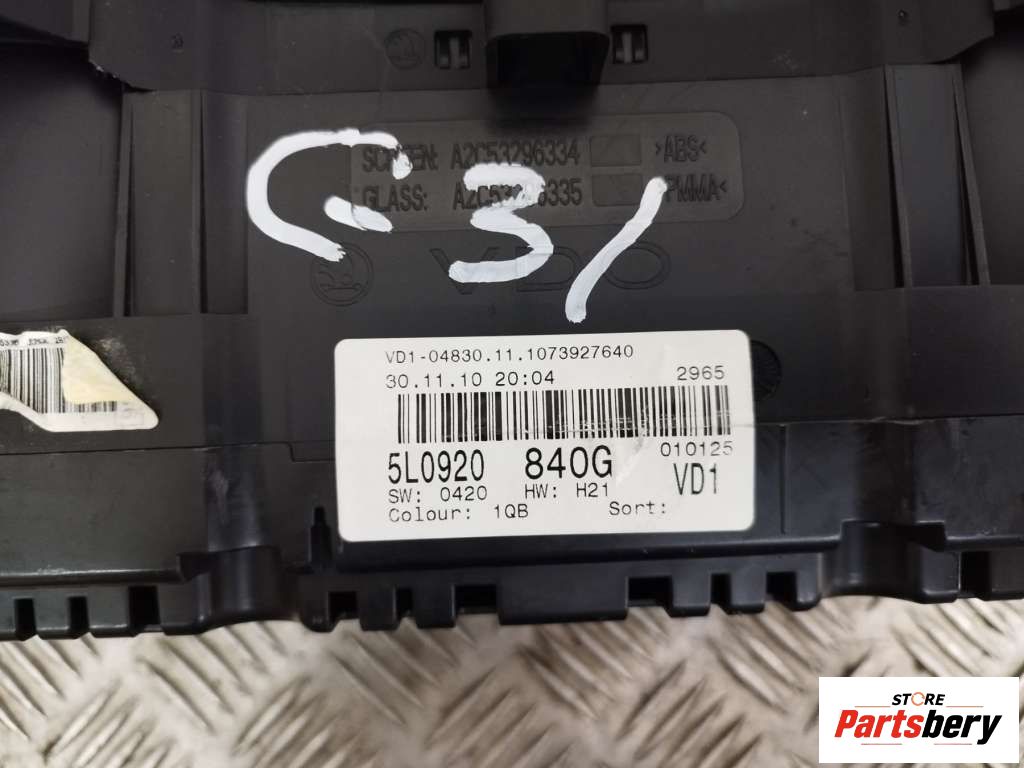 SCREEN: A2C53296334 >ABS<
GLASS: A2C53296335 >PMMA<
C31
VDO
VD1-04830.11.1073927640
30.11.10 20:04 2965
010125
5L0920 840G
SW: 0420 HW: H21 VD1
Colour: 1QB Sort:
STORE
Partsbery